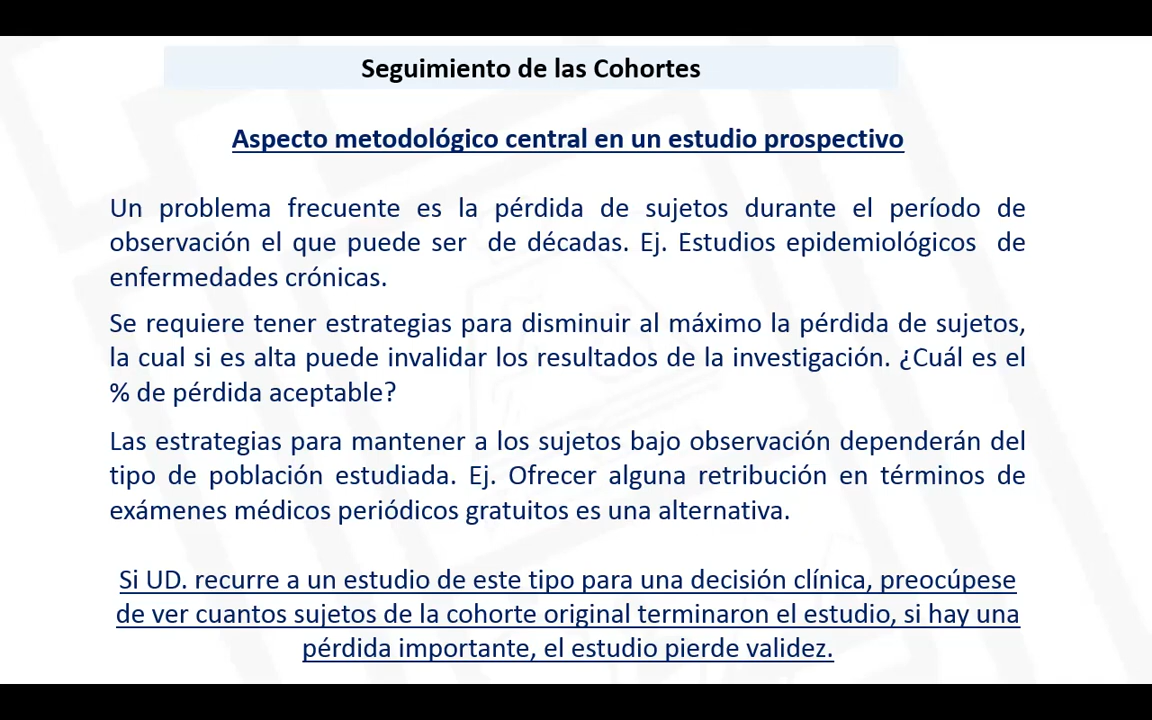 Seguimiento de las Cohortes
Aspecto metodológico central en un estudio prospectivo
Un problema frecuente es la pérdida de sujetos durante el período de
observación el que puede ser de décadas. Ej. Estudios epidemiológicos de
enfermedades crónicas.
Se requiere tener estrategias para disminuir al máximo la pérdida de sujetos,
la cual si es alta puede invalidar los resultados de la investigación. ¿Cuál es el
% de pérdida aceptable?
Las estrategias para mantener a los sujetos bajo observación dependerán del
tipo de población estudiada. Ej. Ofrecer alguna retribución en términos de
exámenes médicos periódicos gratuitos es una alternativa.
Si UD. recurre a un estudio de este tipo para una decisión clínica, preocúpese
de ver cuantos sujetos de la cohorte original terminaron el estudio, si hay una
pérdida importante, el estudio pierde validez.